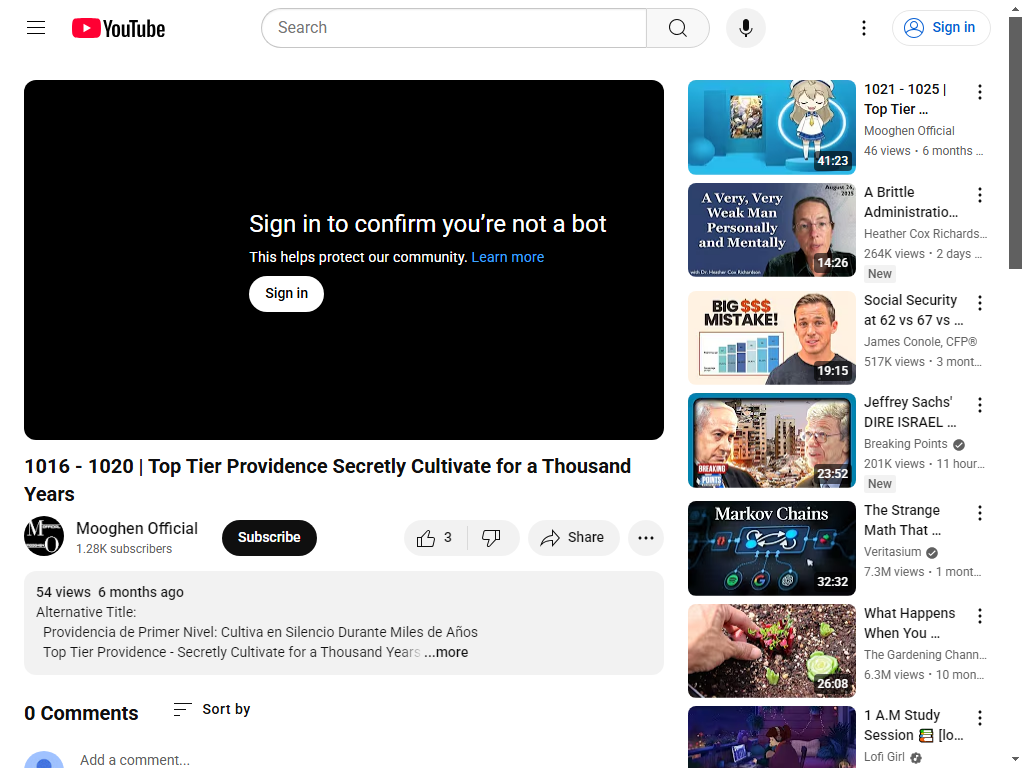 YouTube
Search
Sign in
Sign in to confirm you’re not a bot
This helps protect our community. Learn more
Sign in
1016 - 1020 | Top Tier Providence Secretly Cultivate for a Thousand
Years
Mooghen Official
1.28K subscribers
Subscribe
3
Share
54 views 6 months ago
Alternative Title:
Providencia de Primer Nivel: Cultiva en Silencio Durante Miles de Años
Top Tier Providence - Secretly Cultivate for a Thousand Years ...more
0 Comments
Sort by
Add a comment...
41:23
1021 - 1025 |
Top Tier ...
Mooghen Official
46 views • 6 months ...
August 26,
2025
A Very, Very
Weak Man
Personally
and Mentally
with Dr. Heather Cox Richardson
14:26
A Brittle
Administratio...
Heather Cox Richards...
264K views • 2 days ...
New
BIG $$$
MISTAKE!
19:15
Social Security
at 62 vs 67 vs ...
James Conole, CFP®
517K views • 3 mont...
BREAKING
POINTS
23:52
Jeffrey Sachs'
DIRE ISRAEL ...
Breaking Points
201K views • 11 hour...
New
Markov Chains
32:32
The Strange
Math That ...
Veritasium
7.3M views • 1 mont...
26:08
What Happens
When You ...
The Gardening Chann...
6.3M views • 10 mon...
1 A.M Study
Session 📚 [lo...
Lofi Girl